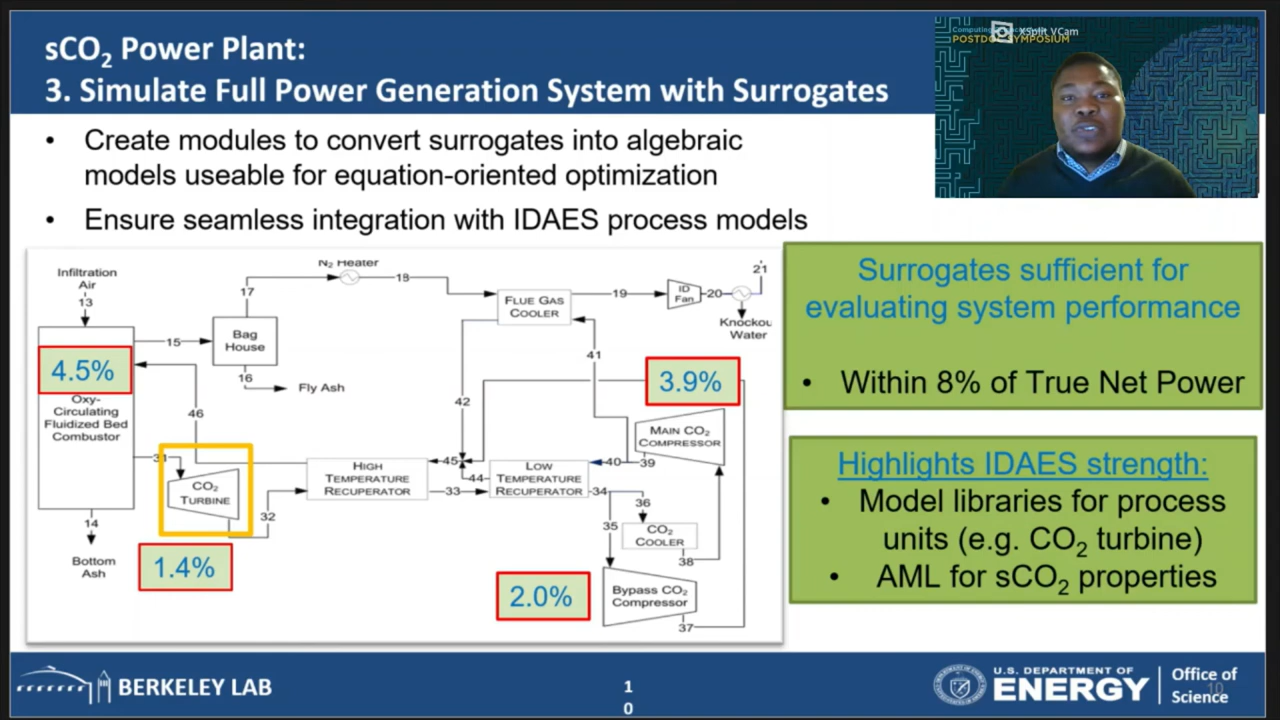 sCO₂ Power Plant:
3. Simulate Full Power Generation System with Surrogates
XSplit VCam
POSTDOC SYMPOSIUM
• Create modules to convert surrogates into algebraic
models useable for equation-oriented optimization
• Ensure seamless integration with IDAES process models
Infiltration
Air
13
N₂ Heater
18
17
15
Bag
House
16
Fly Ash
FLUE GAS
COOLER
19
ID
Fan
20
21
Knockou
Water
4.5%
Oxy-
Circulating
Fluidized Bed
Combustor
46
42
41
3.9%
MAIN CO₂
COMPRESSOR
31
CO₂
TURBINE
32
HIGH
TEMPERATURE
RECUPERATOR
45
44
33
LOW
TEMPERATURE
RECUPERATOR
40
39
34
36
35
CO₂
COOLER
38
14
Bottom
Ash
1.4%
2.0%
Bypass CO₂
Compressor
37
Surrogates sufficient for
evaluating system performance
• Within 8% of True Net Power
Highlights IDAES strength:
• Model libraries for process
units (e.g. CO₂ turbine)
• AML for sCO₂ properties
BERKELEY LAB
1
0
U.S. DEPARTMENT OF
ENERGY
Office of
Science
10